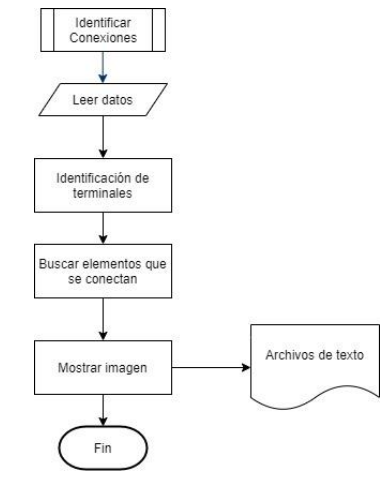 Identificar
Conexiones
Leer datos
Identificación de
terminales
Buscar elementos que
se conectan
Mostrar imagen
Archivos de texto
Fin